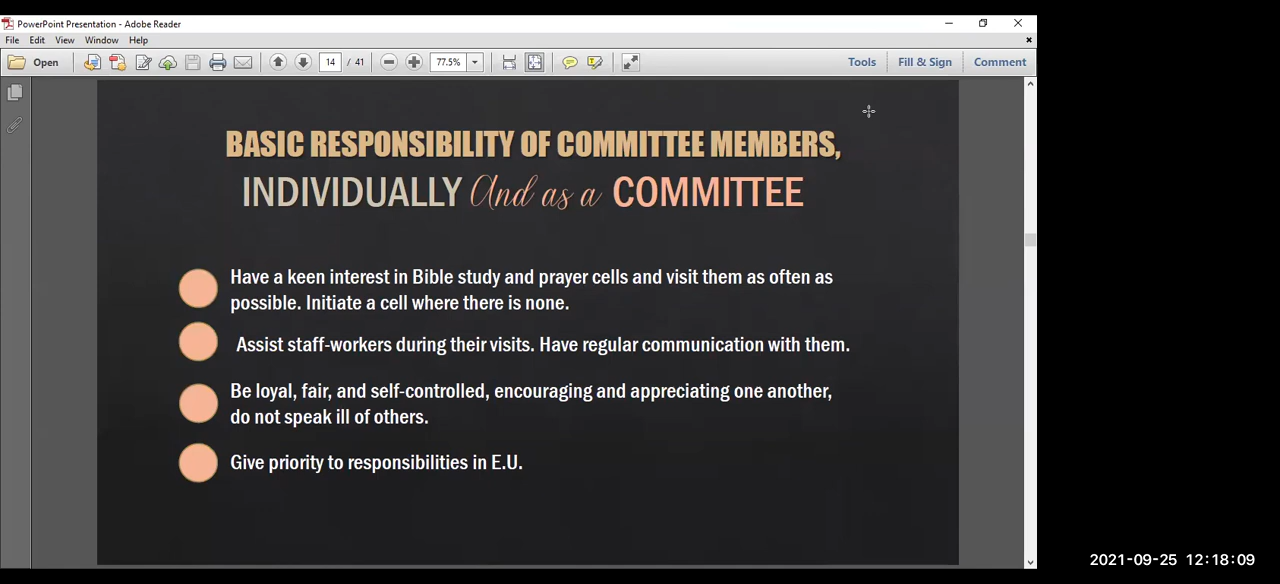 PowerPoint Presentation - Adobe Reader
File Edit View Window Help
Open 14 / 41 77.5% Tools Fill & Sign Comment
BASIC RESPONSIBILITY OF COMMITTEE MEMBERS,
INDIVIDUALLY And as a COMMITTEE
Have a keen interest in Bible study and prayer cells and visit them as often as
possible. Initiate a cell where there is none.
Assist staff-workers during their visits. Have regular communication with them.
Be loyal, fair, and self-controlled, encouraging and appreciating one another,
do not speak ill of others.
Give priority to responsibilities in E.U.
2021-09-25 12:18:09